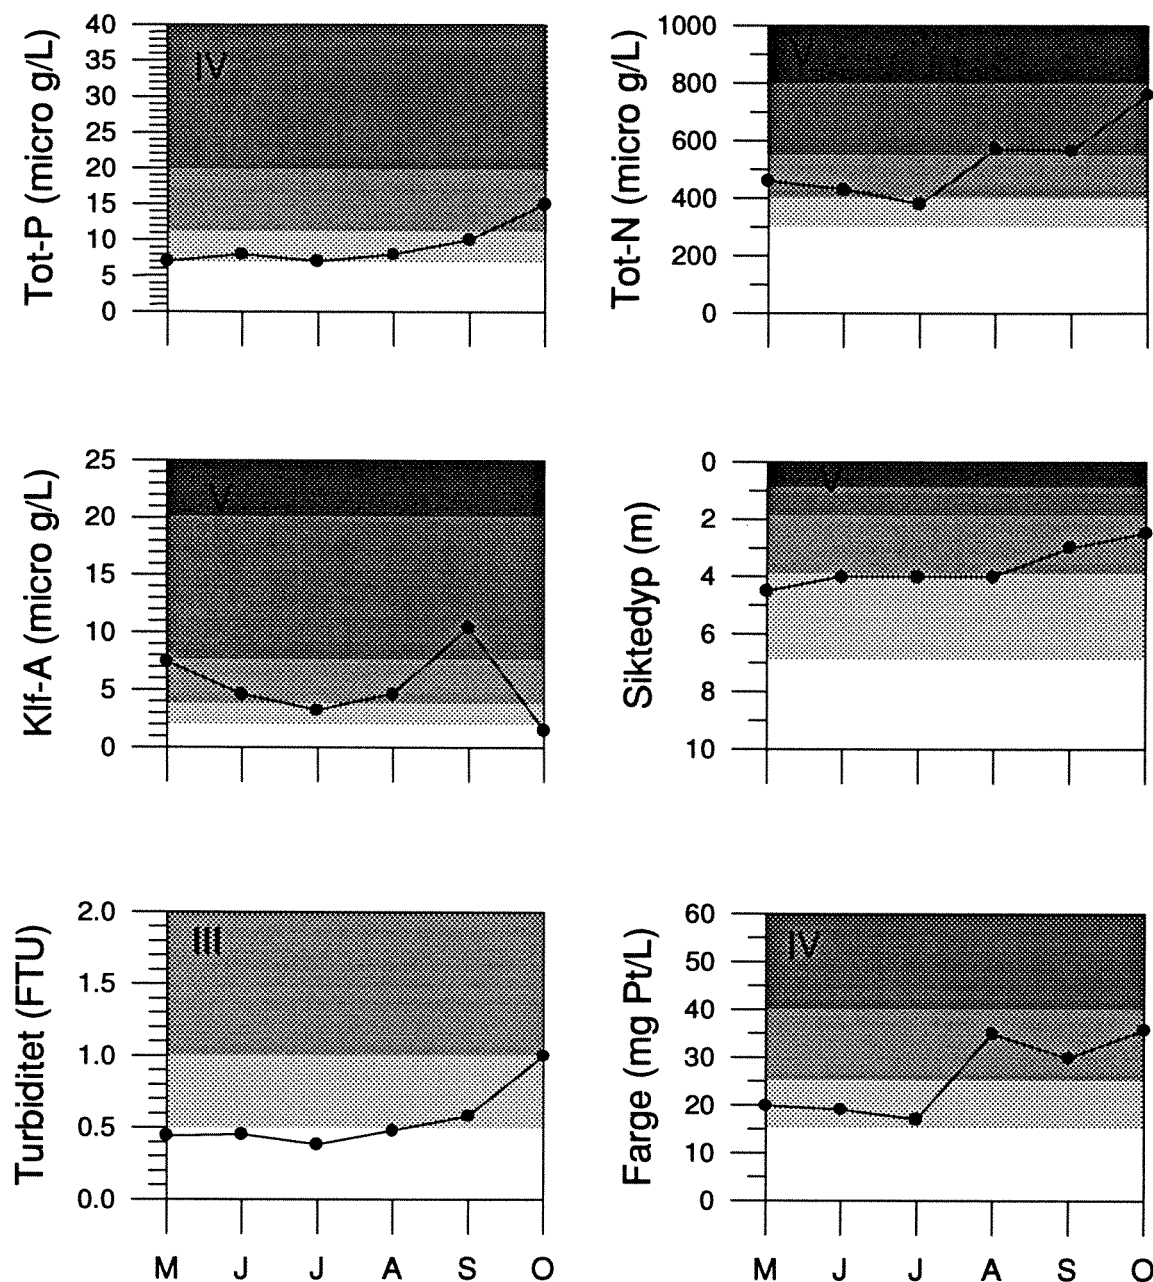 Tot-P (micro g/L)
40
35
30
25
20
15
10
5
0
IV
Tot-N (micro g/L)
1000
800
600
400
200
0
V
Klf-A (micro g/L)
25
20
15
10
5
0
V
Siktedyp (m)
0
2
4
6
8
10
V
Turbiditet (FTU)
2.0
1.5
1.0
0.5
0.0
III
M J J A S O
Farge (mg Pt/L)
60
50
40
30
20
10
0
IV
M J J A S O